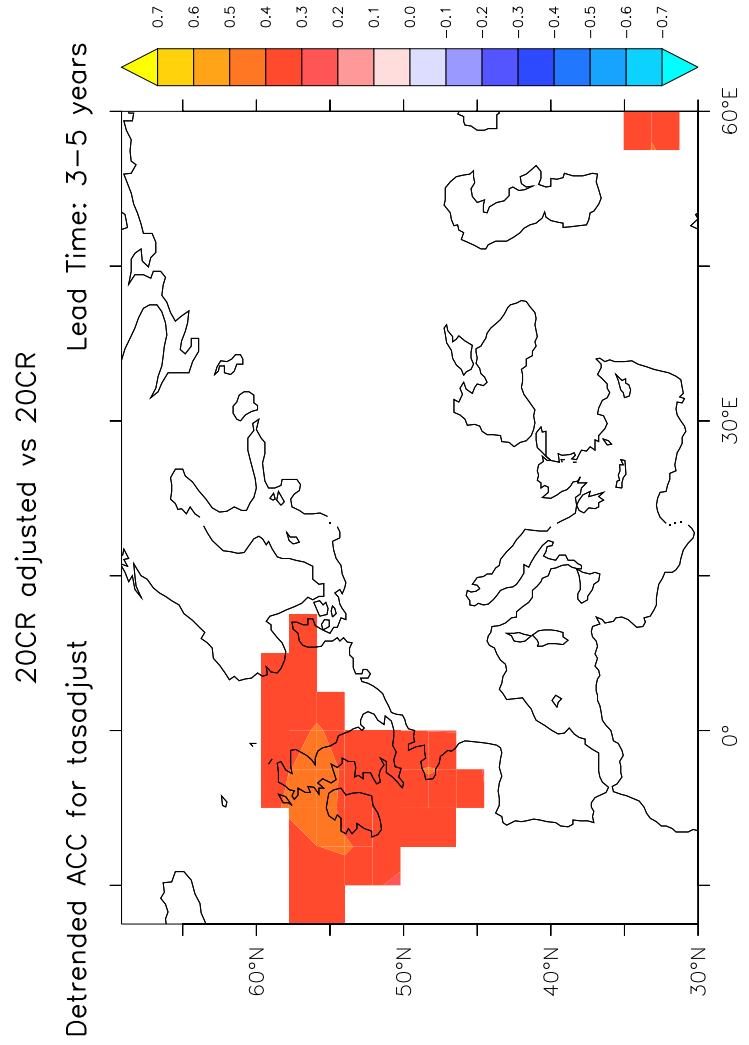 20CR adjusted vs 20CR
Detrended ACC for tasadjust Lead Time: 3−5 years
60°N
50°N
40°N
30°N
0°
30°E
60°E
0.7
0.6
0.5
0.4
0.3
0.2
0.1
0.0
−0.1
−0.2
−0.3
−0.4
−0.5
−0.6
−0.7